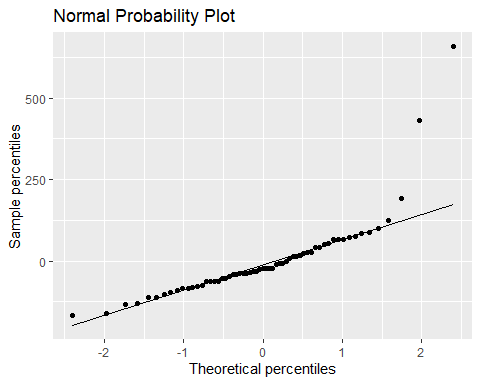 Normal Probability Plot
Sample percentiles
500
250
0
-2
-1
0
1
2
Theoretical percentiles